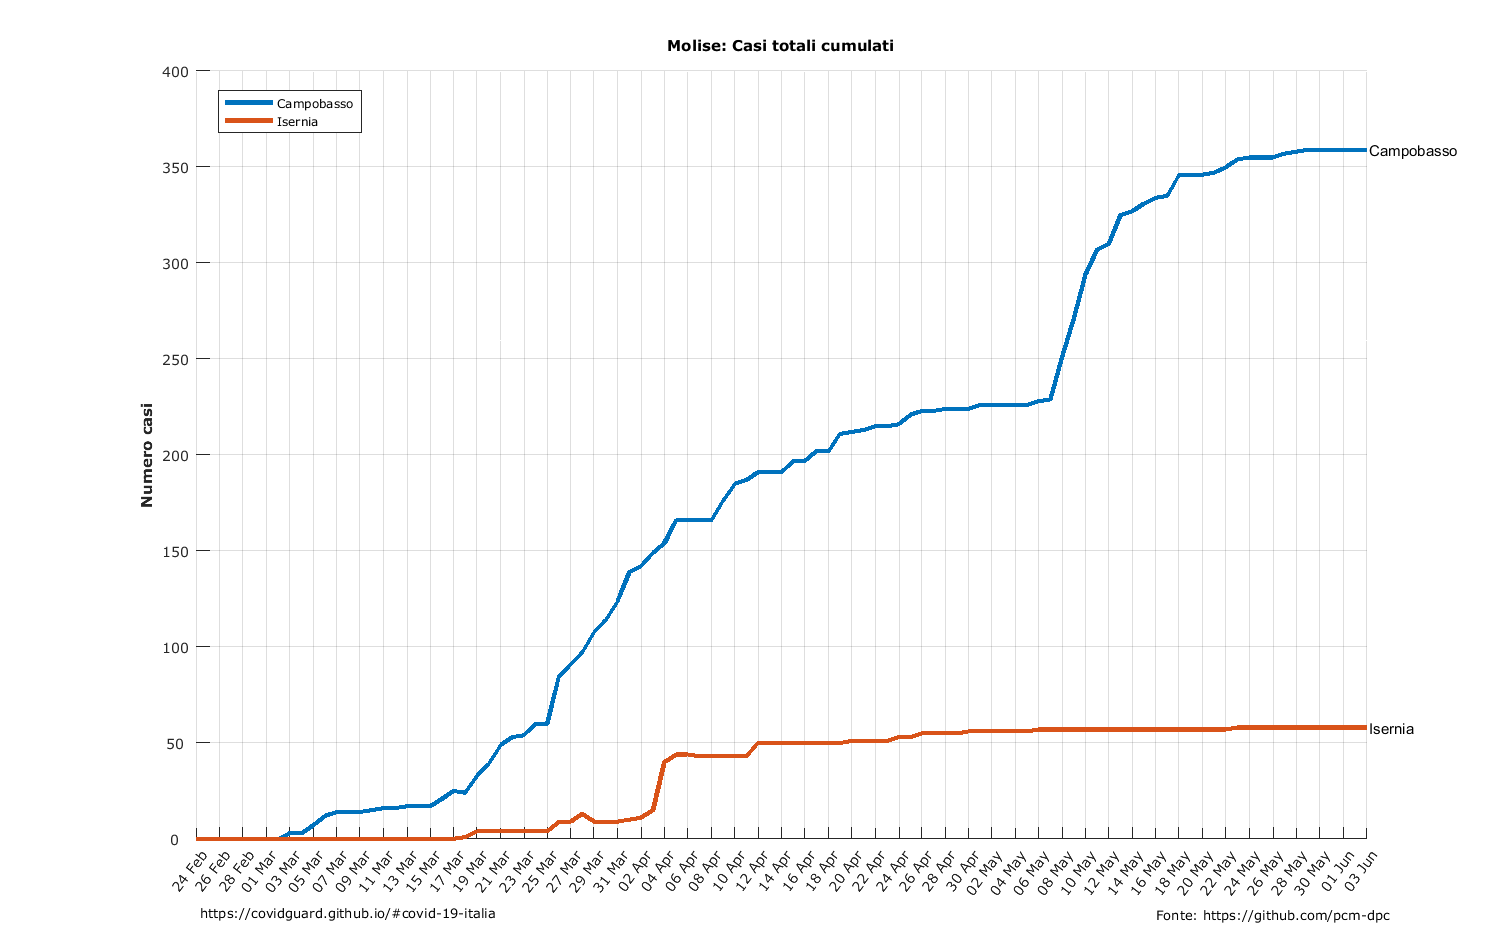 Molise: Casi totali cumulati
Campobasso
Isernia
Numero casi
400
350
300
250
200
150
100
50
0
Campobasso
Isernia
24 Feb
26 Feb
28 Feb
01 Mar
03 Mar
05 Mar
07 Mar
09 Mar
11 Mar
13 Mar
15 Mar
17 Mar
19 Mar
21 Mar
23 Mar
25 Mar
27 Mar
29 Mar
31 Mar
02 Apr
04 Apr
06 Apr
08 Apr
10 Apr
12 Apr
14 Apr
16 Apr
18 Apr
20 Apr
22 Apr
24 Apr
26 Apr
28 Apr
30 Apr
02 May
04 May
06 May
08 May
10 May
12 May
14 May
16 May
18 May
20 May
22 May
24 May
26 May
28 May
30 May
01 Jun
03 Jun
https://covidguard.github.io/#covid-19-italia
Fonte: https://github.com/pcm-dpc